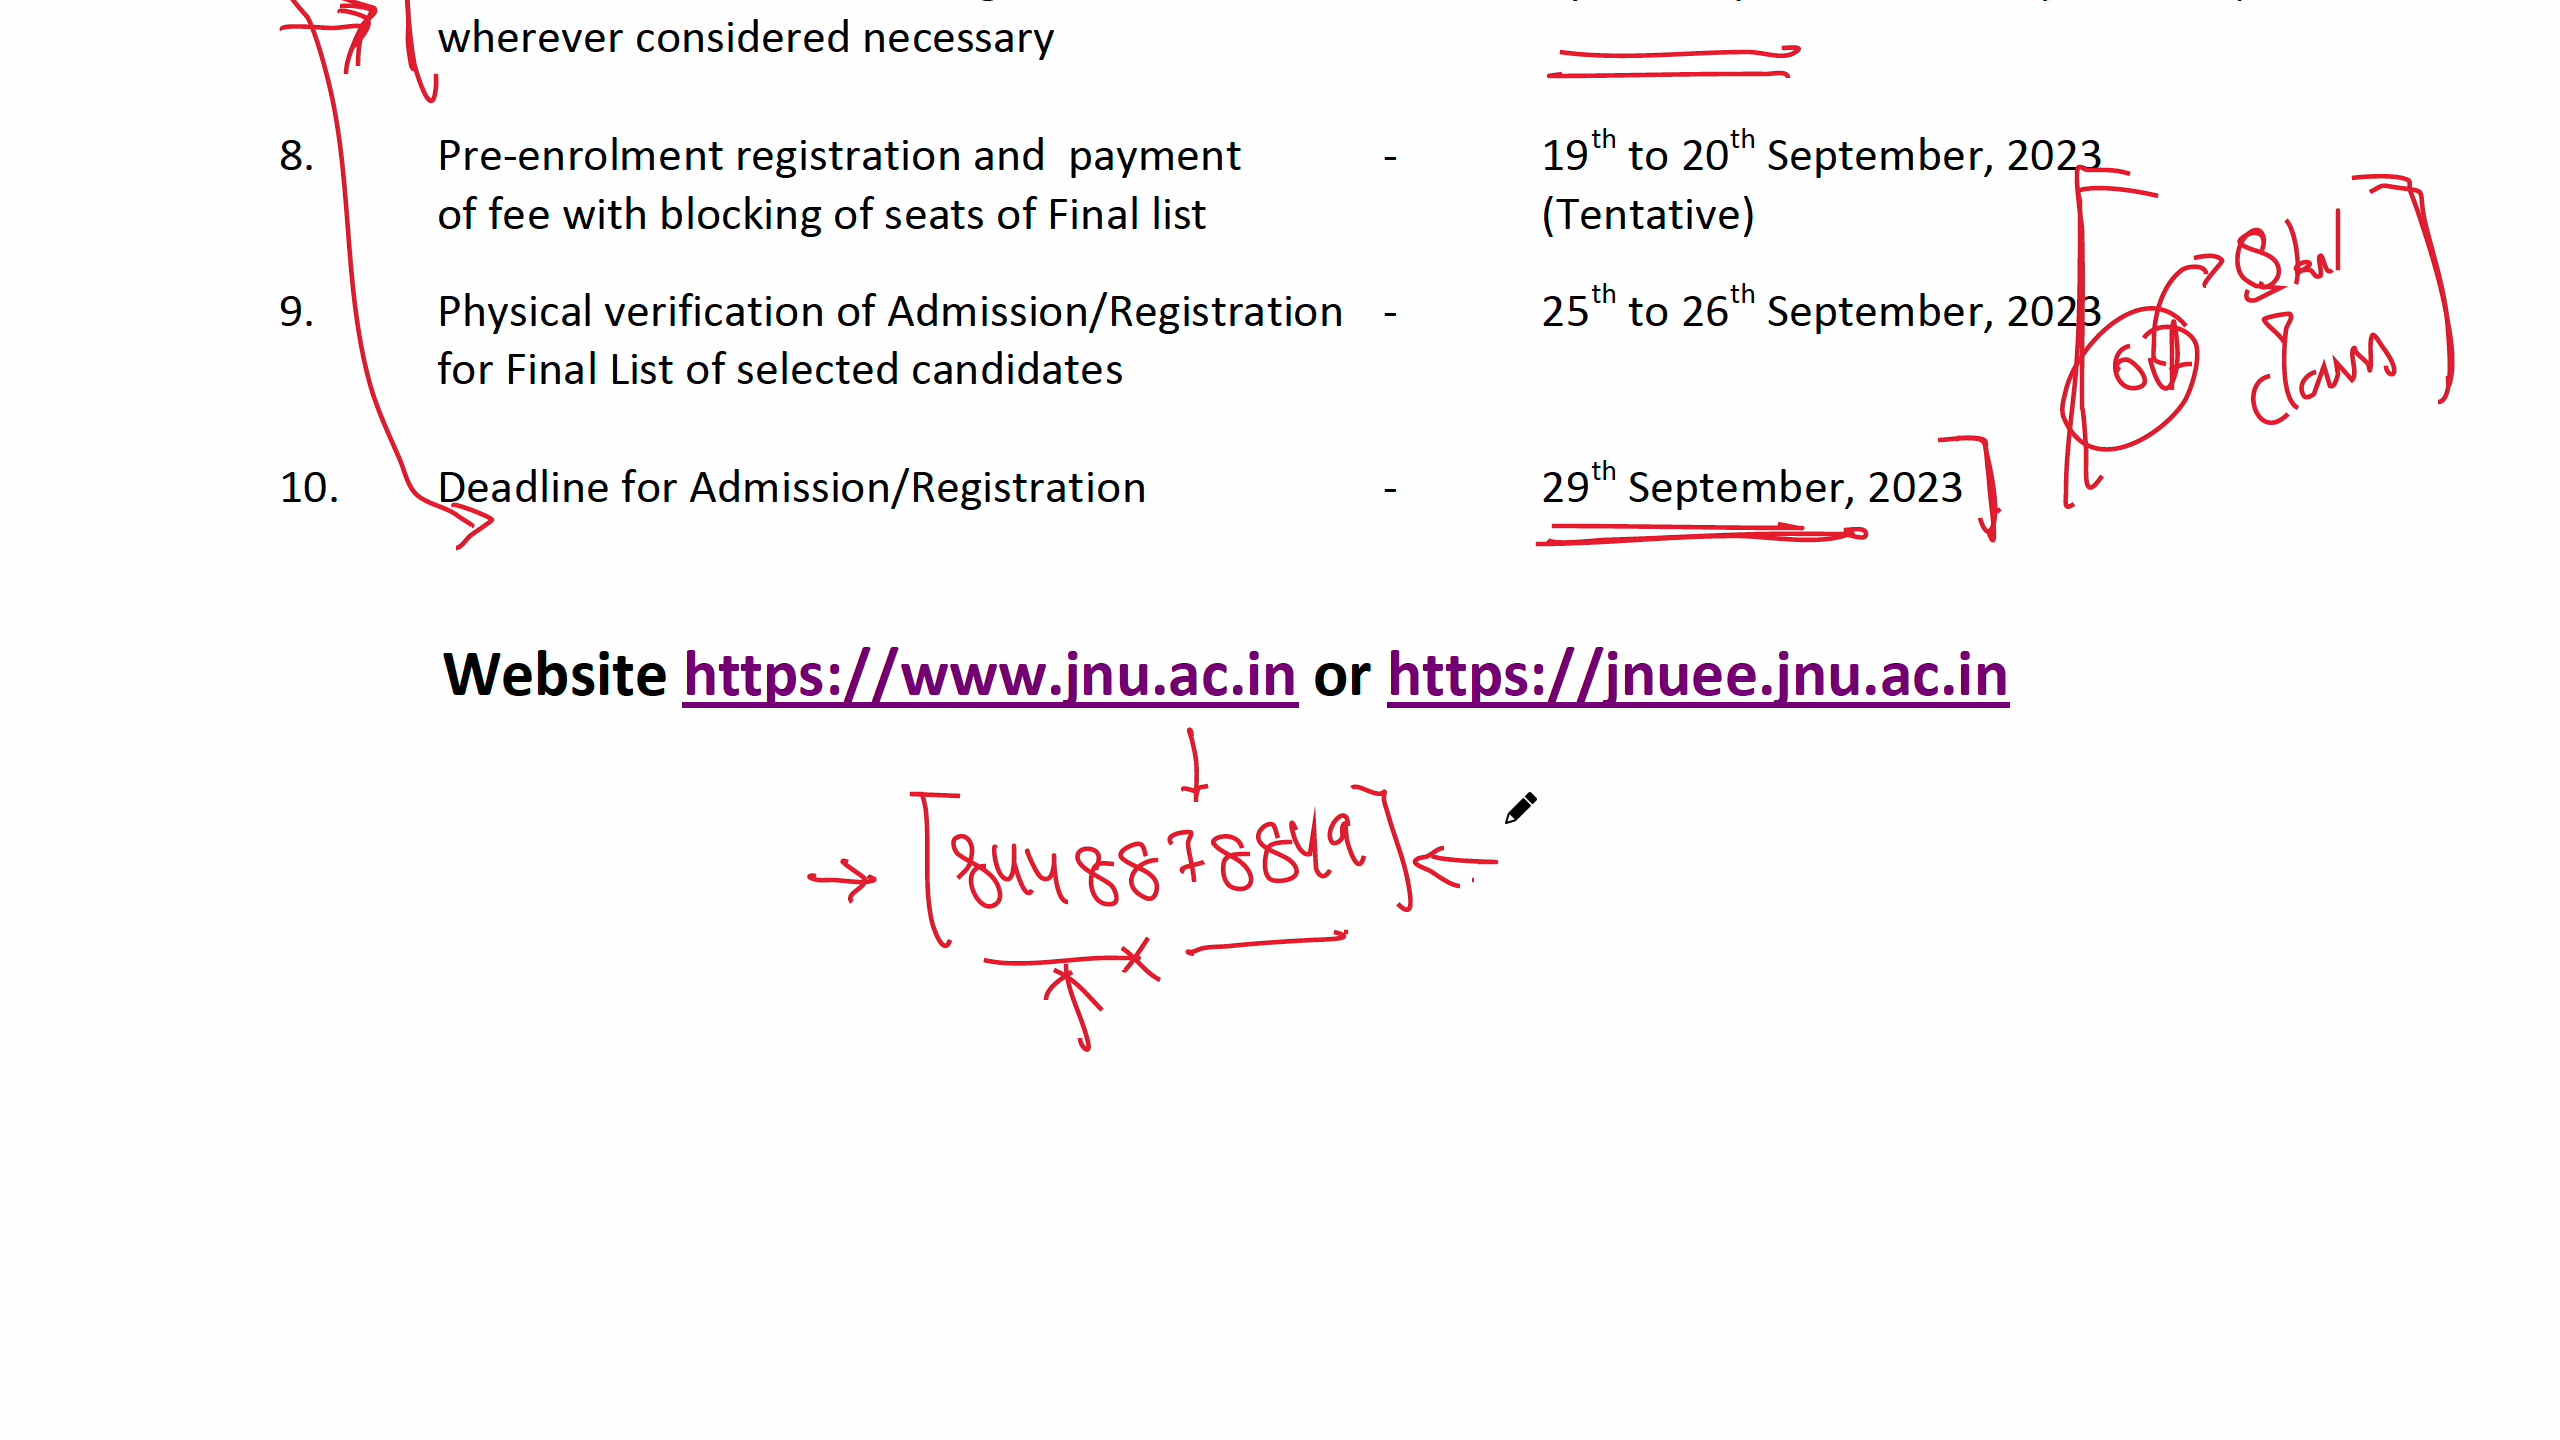 wherever considered necessary
8. Pre-enrolment registration and payment - 19th to 20th September, 2023
of fee with blocking of seats of Final list (Tentative)
9. Physical verification of Admission/Registration - 25th to 26th September, 2023
for Final List of selected candidates
10. Deadline for Admission/Registration - 29th September, 2023
Website https://www.jnu.ac.in or https://jnuee.jnu.ac.in
8448878849